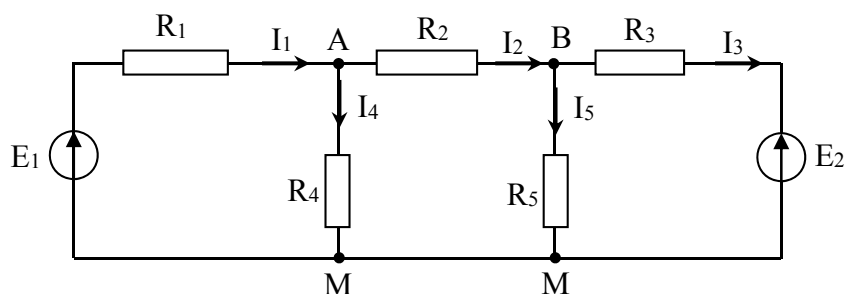 R₁ I₁ A R₂ I₂ B R₃ I₃
I₄ I₅
E₁ R₄ R₅ E₂
M M